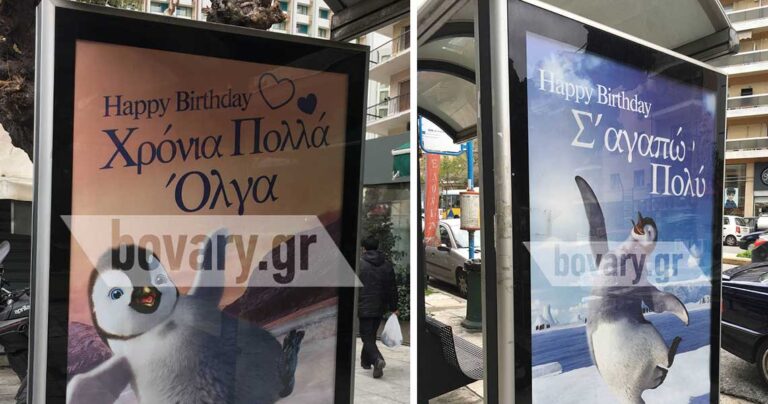 Happy Birthday
Χρόνια Πολλά
Όλγα
bovary.gr
Happy Birthday
Σ' αγαπώ
Πολύ
bovary.gr